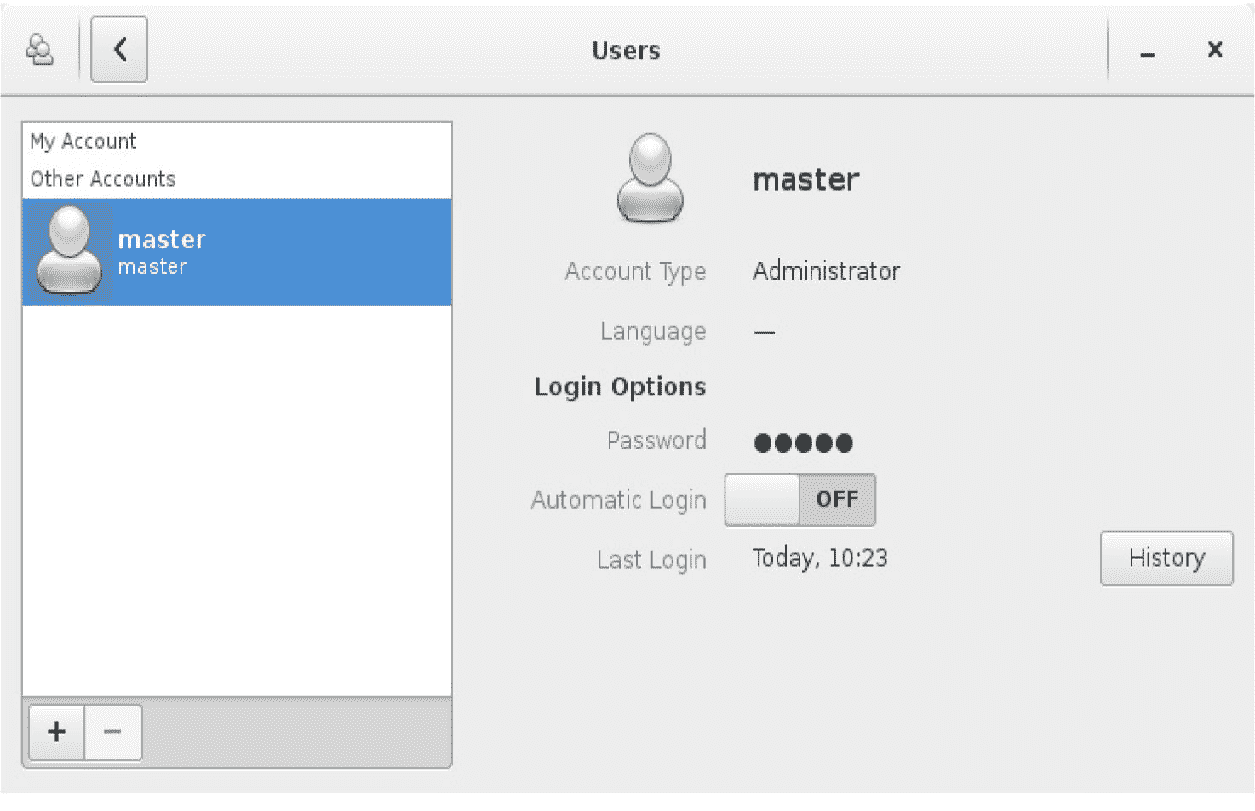 Users
My Account
Other Accounts
master
master
master
Account Type Administrator
Language —
Login Options
Password ●●●●●
Automatic Login OFF
Last Login Today, 10:23 History
+ −